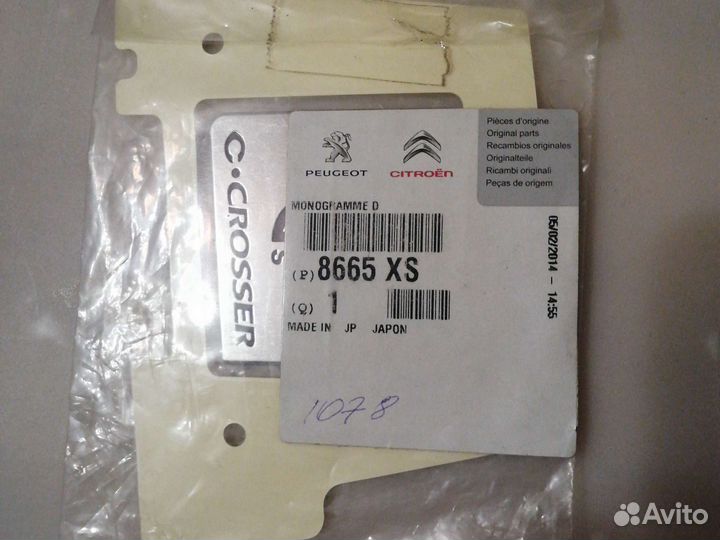 C-CROSSER
S
PEUGEOT
CITROËN
Pièces d'origine
Original parts
Recambios originales
Originalteile
Ricambi originali
Peças de origem
MONOGRAMME D
(P) 8665 XS
(Q) 1
MADE IN JP JAPON
05/02/2014 - 14:55
1078
Avito